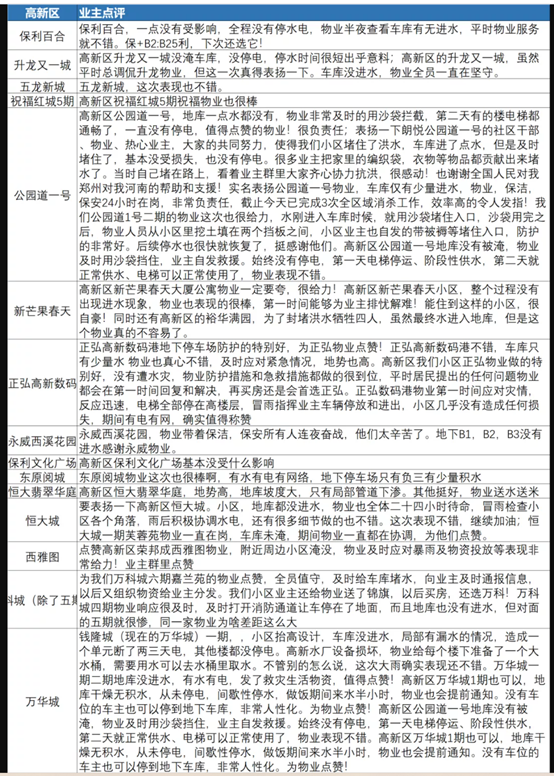 高新区 业主点评
保利百合 保利百合，一点没有受影响，全程没有停水电，物业半夜查看车库有无进水，平时物业服务
就不错。保+B2:B25利，下次还选它！
升龙又一城 高新区升龙又一城没淹车库，没停电，停水时间很短出乎意料；高新区的升龙又一城，虽然
平时总调侃升龙物业，但这一次真得表扬一下。车库没进水，物业全员一直在坚守。
五龙新城 五龙新城，这次表现也不错。
祝福红城5期 高新区祝福红城5期祝福物业也很棒
高新区公园道一号，地库一点水都没有，物业非常及时的用沙袋拦截，第二天有的楼电梯都
通畅了，一直没有停电，值得点赞的物业！很负责任；表扬一下朗悦公园道一号的社区干部
、物业、热心业主，大家的共同努力，使得我们小区堵住了洪水，车库进了点水，但是及时
堵住了，基本没受损失，也没有停电。很多业主把家里的编织袋，衣物等物品都贡献出来堵
水了。当时自己堵在路上，看着业主群里大家齐心协力抗洪，很感动！也谢谢全国人民对我
郑州对我河南的帮助和支援！实名表扬公园道一号物业，车库仅有少量进水，物业，保洁，
公园道一号 保安24小时在岗，非常负责任，截止今天已完成3次全区域消杀工作，效率高的令人发指！我
们公园道1号二期的物业这次也很给力，水刚进入车库时候，就用沙袋堵住入口，沙袋用完之
后，物业人员从小区里挖土填在两个挡板之间，小区业主也自发的带被褥等堵住入口，防护
的非常好。后续停水也很快就恢复了，挺感谢他们。高新区公园道一号地库没有被淹，物业
及时用沙袋挡住，业主自发救援。始终没有停电，第一天电梯停运、阶段性供水，第二天就
正常供水、电梯可以正常使用了，物业表现不错。
高新区新芒果春天大厦公寓物业一定要夸，很给力！高新区新芒果春天小区，整个过程没有
新芒果春天 出现进水现象，物业也表现的很棒，第一时间能够为业主排忧解难！能住到这样的小区，很
自豪！同时还有高新区的裕华满园，为了封堵洪水牺牲四人，虽然最终水进入地库，但是这
个物业真的不容易了。
正弘高新数码港地下停车场防护的特别好，为正弘物业点赞！正弘高新数码港不错，车库只
有少量水 物业也真心不错，及时应对紧急情况，地势也高。高新区我们小区正弘物业做的特
正弘高新数码 别好，没有遭水灾，物业防护措施和急救措施都做的很到位，平时居民提出的任何问题物业
都会在第一时间回复和解决，再买房还是会首选正弘。正弘数码港物业第一时间应对灾情，
反应迅速，电梯全部停在高楼层，冒雨指挥业主车辆停放和进出，小区几乎没有造成任何损
失，期间有电有网，确实值得称赞
永威西溪花园 永威西溪花园，物业带着保洁，保安所有人连夜奋战，他们太辛苦了。地下B1，B2，B3没有
进水感谢永威物业。
保利文化广场 高新区保利文化广场基本没受什么影响
东原阅城 东原阅城物业这次也很棒啊，有水有电有网络，地下停车场只有负三有少量积水
恒大翡翠华庭 高新区恒大翡翠华庭，地势高，地库坡度大，只有局部管道下渗。其他挺好，物业送水送米
要表扬一下高新区恒大城。小区，地库都没进水，物业也全体二十四小时待命，冒雨检查小
恒大城 区各个角落，雨后积极协调水电，还有很多细节做的也不错。这次表现不错，继续加油；恒
大城一期芙蓉苑物业一直在岗，车库未淹，期间物业一直都在协调，为他们点赞。
西雅图 点赞高新区荣邦成西雅图物业，附近周边小区淹没，物业及时应对暴雨及物资投放等表现非
常给力！业主群里点赞
为我们万科城六期嘉兰苑的物业点赞，全员值守，及时给车库堵水，向业主及时通报信息，
科城（除了五期 以后又组织物资给业主分发。我们小区业主还给物业送了锦旗，以后买房，还选万科！万科
城四期物业响应很及时，及时打开消防通道让车停在了地面，而且地库也没有进水，但对面
的五期就很惨，同一家物业为啥差距这么大
钱隆城（现在的万华城）一期，，小区抬高设计，车库没进水，局部有漏水的情况，造成一
个单元断了两三天电，其他楼都没停电。高新水厂设备损坏，物业给每个楼下准备了一个大
水桶，需要用水可以去水桶里取水。不管别的怎么说，这次大雨确实表现还不错。万华城一
期二期地库没进水，有水有电，发了救灾生活物资，值得点赞！高新区万华城1期也可以，地
库干燥无积水，从未停电，间歇性停水，做饭期间来水半小时，物业也会提前通知。没有车
万华城 位的车主也可以停到地下车库，非常人性化。为物业点赞！高新区公园道一号地库没有被
淹，物业及时用沙袋挡住，业主自发救援。始终没有停电，第一天电梯停运、阶段性供水，
第二天就正常供水、电梯可以正常使用了，物业表现不错。高新区万华城1期也可以，地库干
燥无积水，从未停电，间歇性停水，做饭期间来水半小时，物业也会提前通知。没有车位的
车主也可以停到地下车库，非常人性化。为物业点赞！